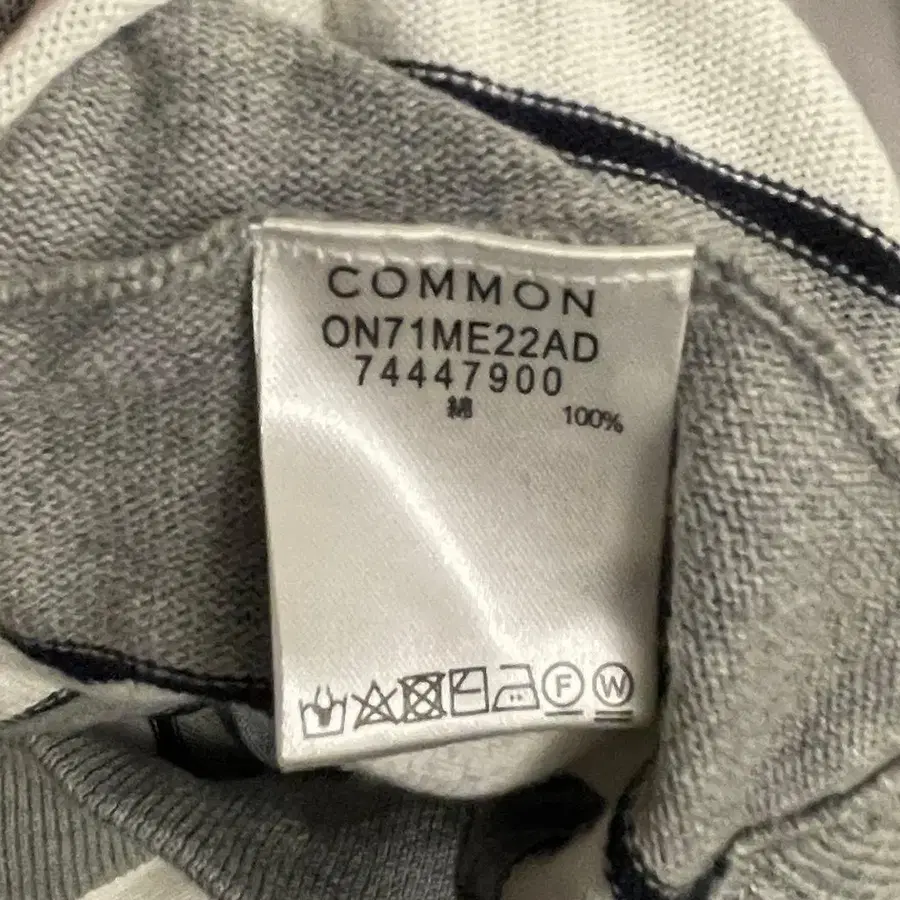 COMMON
ON71ME22AD
74447900
綿 100%
F W